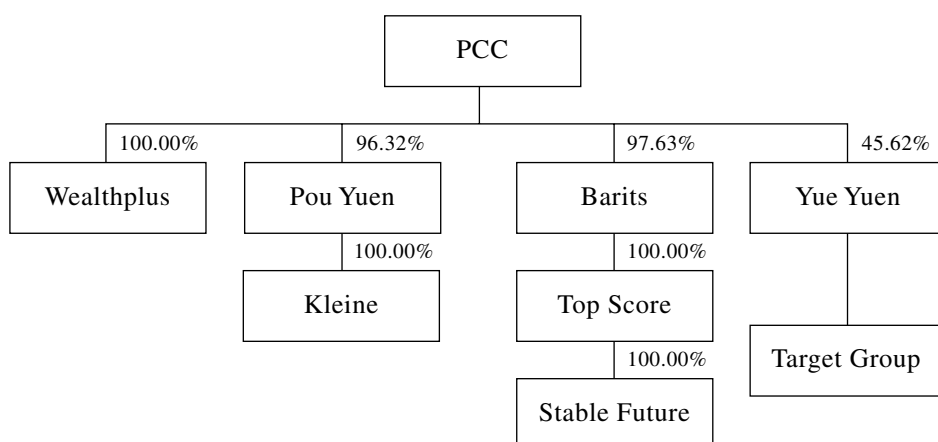 PCC
100.00%
96.32%
97.63%
45.62%
Wealthplus
Pou Yuen
Barits
Yue Yuen
100.00%
100.00%
Kleine
Top Score
Target Group
100.00%
Stable Future